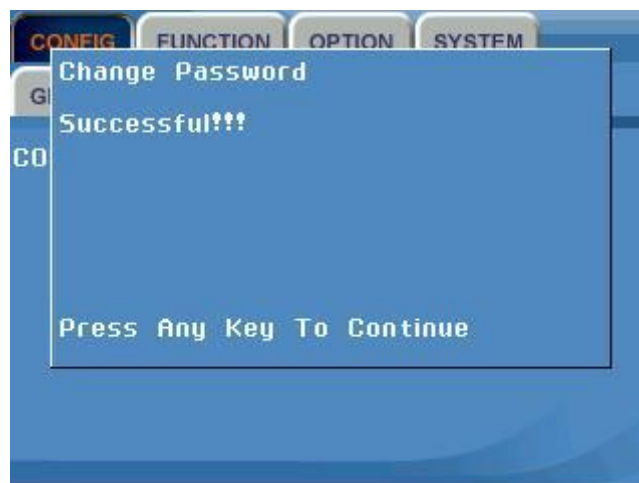 CONFIG FUNCTION OPTION SYSTEM
Change Password
Successful!!!
Press Any Key To Continue